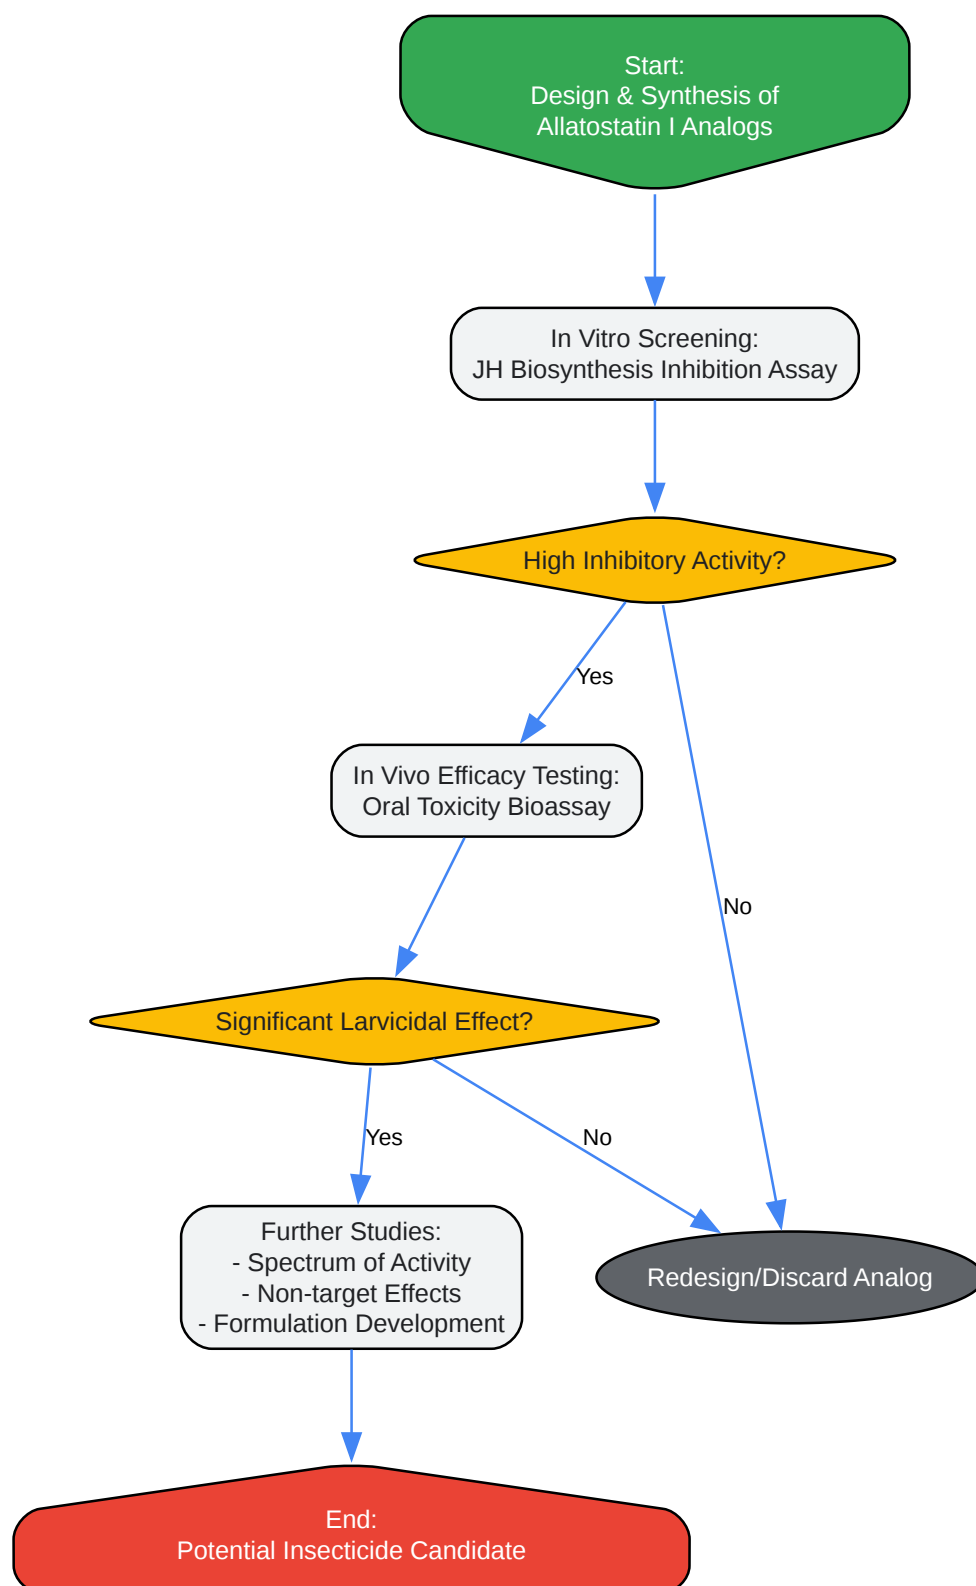 Start:
Design & Synthesis of
Allatostatin I Analogs
In Vitro Screening:
JH Biosynthesis Inhibition Assay
High Inhibitory Activity?
Yes
In Vivo Efficacy Testing:
Oral Toxicity Bioassay
No
Significant Larvicidal Effect?
Yes
No
Further Studies:
- Spectrum of Activity
- Non-target Effects
- Formulation Development
Redesign/Discard Analog
End:
Potential Insecticide Candidate